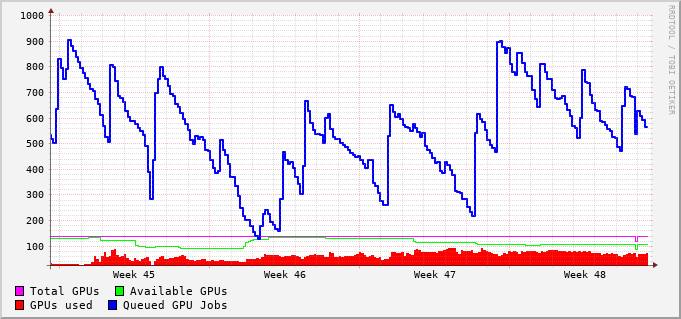 1000
900
800
700
600
500
400
300
200
100
Week 45 Week 46 Week 47 Week 48
Total GPUs Available GPUs
GPUs used Queued GPU Jobs
RRDTOOL / TOBI OETIKER